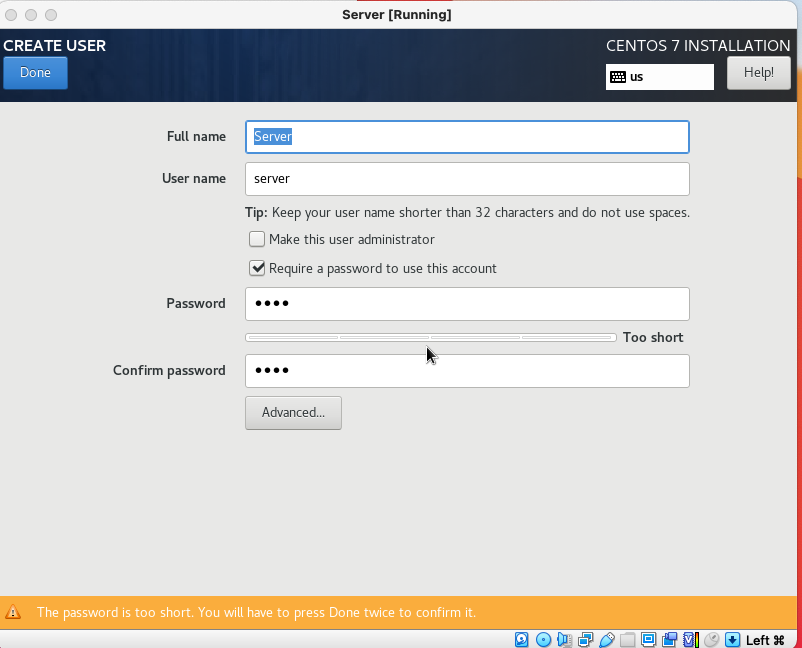 Server [Running]
CREATE USER
CENTOS 7 INSTALLATION
Done
us
Help!
Full name
Server
User name
server
Tip: Keep your user name shorter than 32 characters and do not use spaces.
Make this user administrator
Require a password to use this account
Password
••••
Too short
Confirm password
••••
Advanced...
The password is too short. You will have to press Done twice to confirm it.
Left ⌘